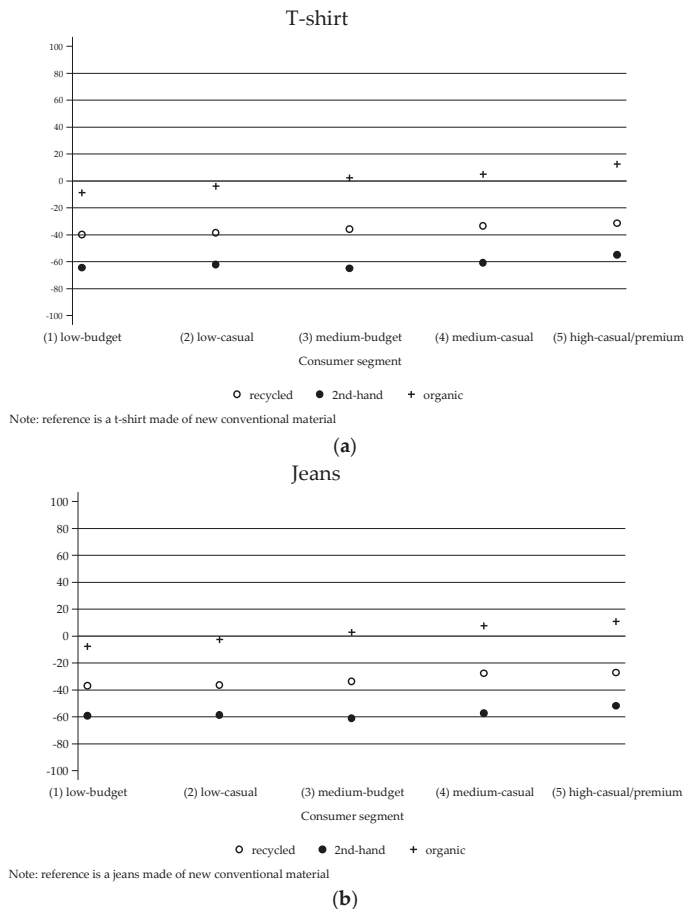 T-shirt
100
80
60
40
20
0
-20
-40
-60
-80
-100
(1) low-budget (2) low-casual (3) medium-budget (4) medium-casual (5) high-casual/premium
Consumer segment
recycled 2nd-hand organic
Note: reference is a t-shirt made of new conventional material
(a)
Jeans
100
80
60
40
20
0
-20
-40
-60
-80
-100
(1) low-budget (2) low-casual (3) medium-budget (4) medium-casual (5) high-casual/premium
Consumer segment
recycled 2nd-hand organic
Note: reference is a jeans made of new conventional material
(b)